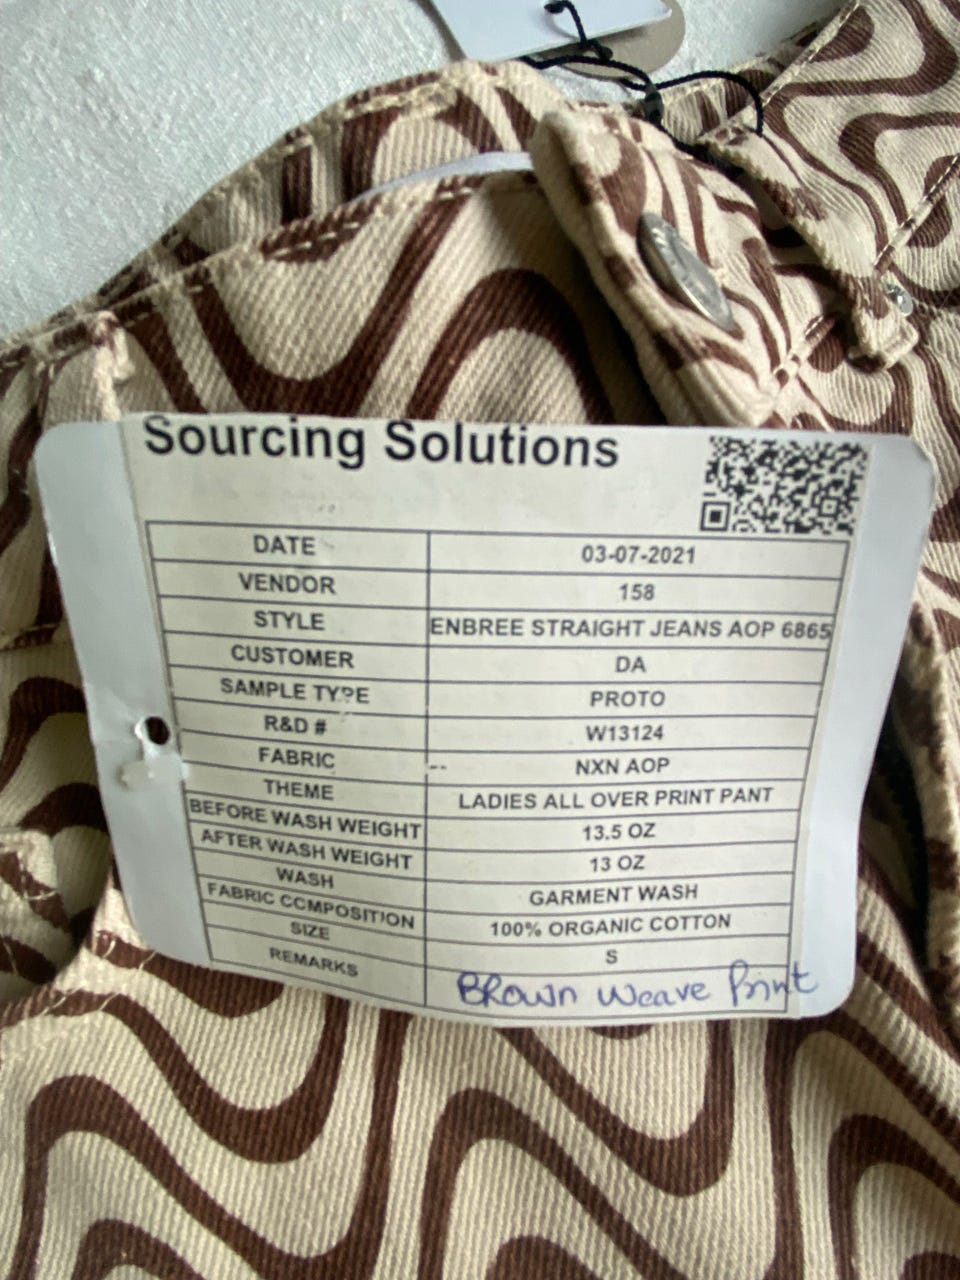 Sourcing Solutions
DATE 03-07-2021
VENDOR 158
STYLE ENBREE STRAIGHT JEANS AOP 6865
CUSTOMER DA
SAMPLE TYPE PROTO
R&D # W13124
FABRIC NXN AOP
THEME LADIES ALL OVER PRINT PANT
BEFORE WASH WEIGHT 13.5 OZ
AFTER WASH WEIGHT 13 OZ
WASH GARMENT WASH
FABRIC COMPOSITION 100% ORGANIC COTTON
SIZE S
REMARKS Brown Weave Print